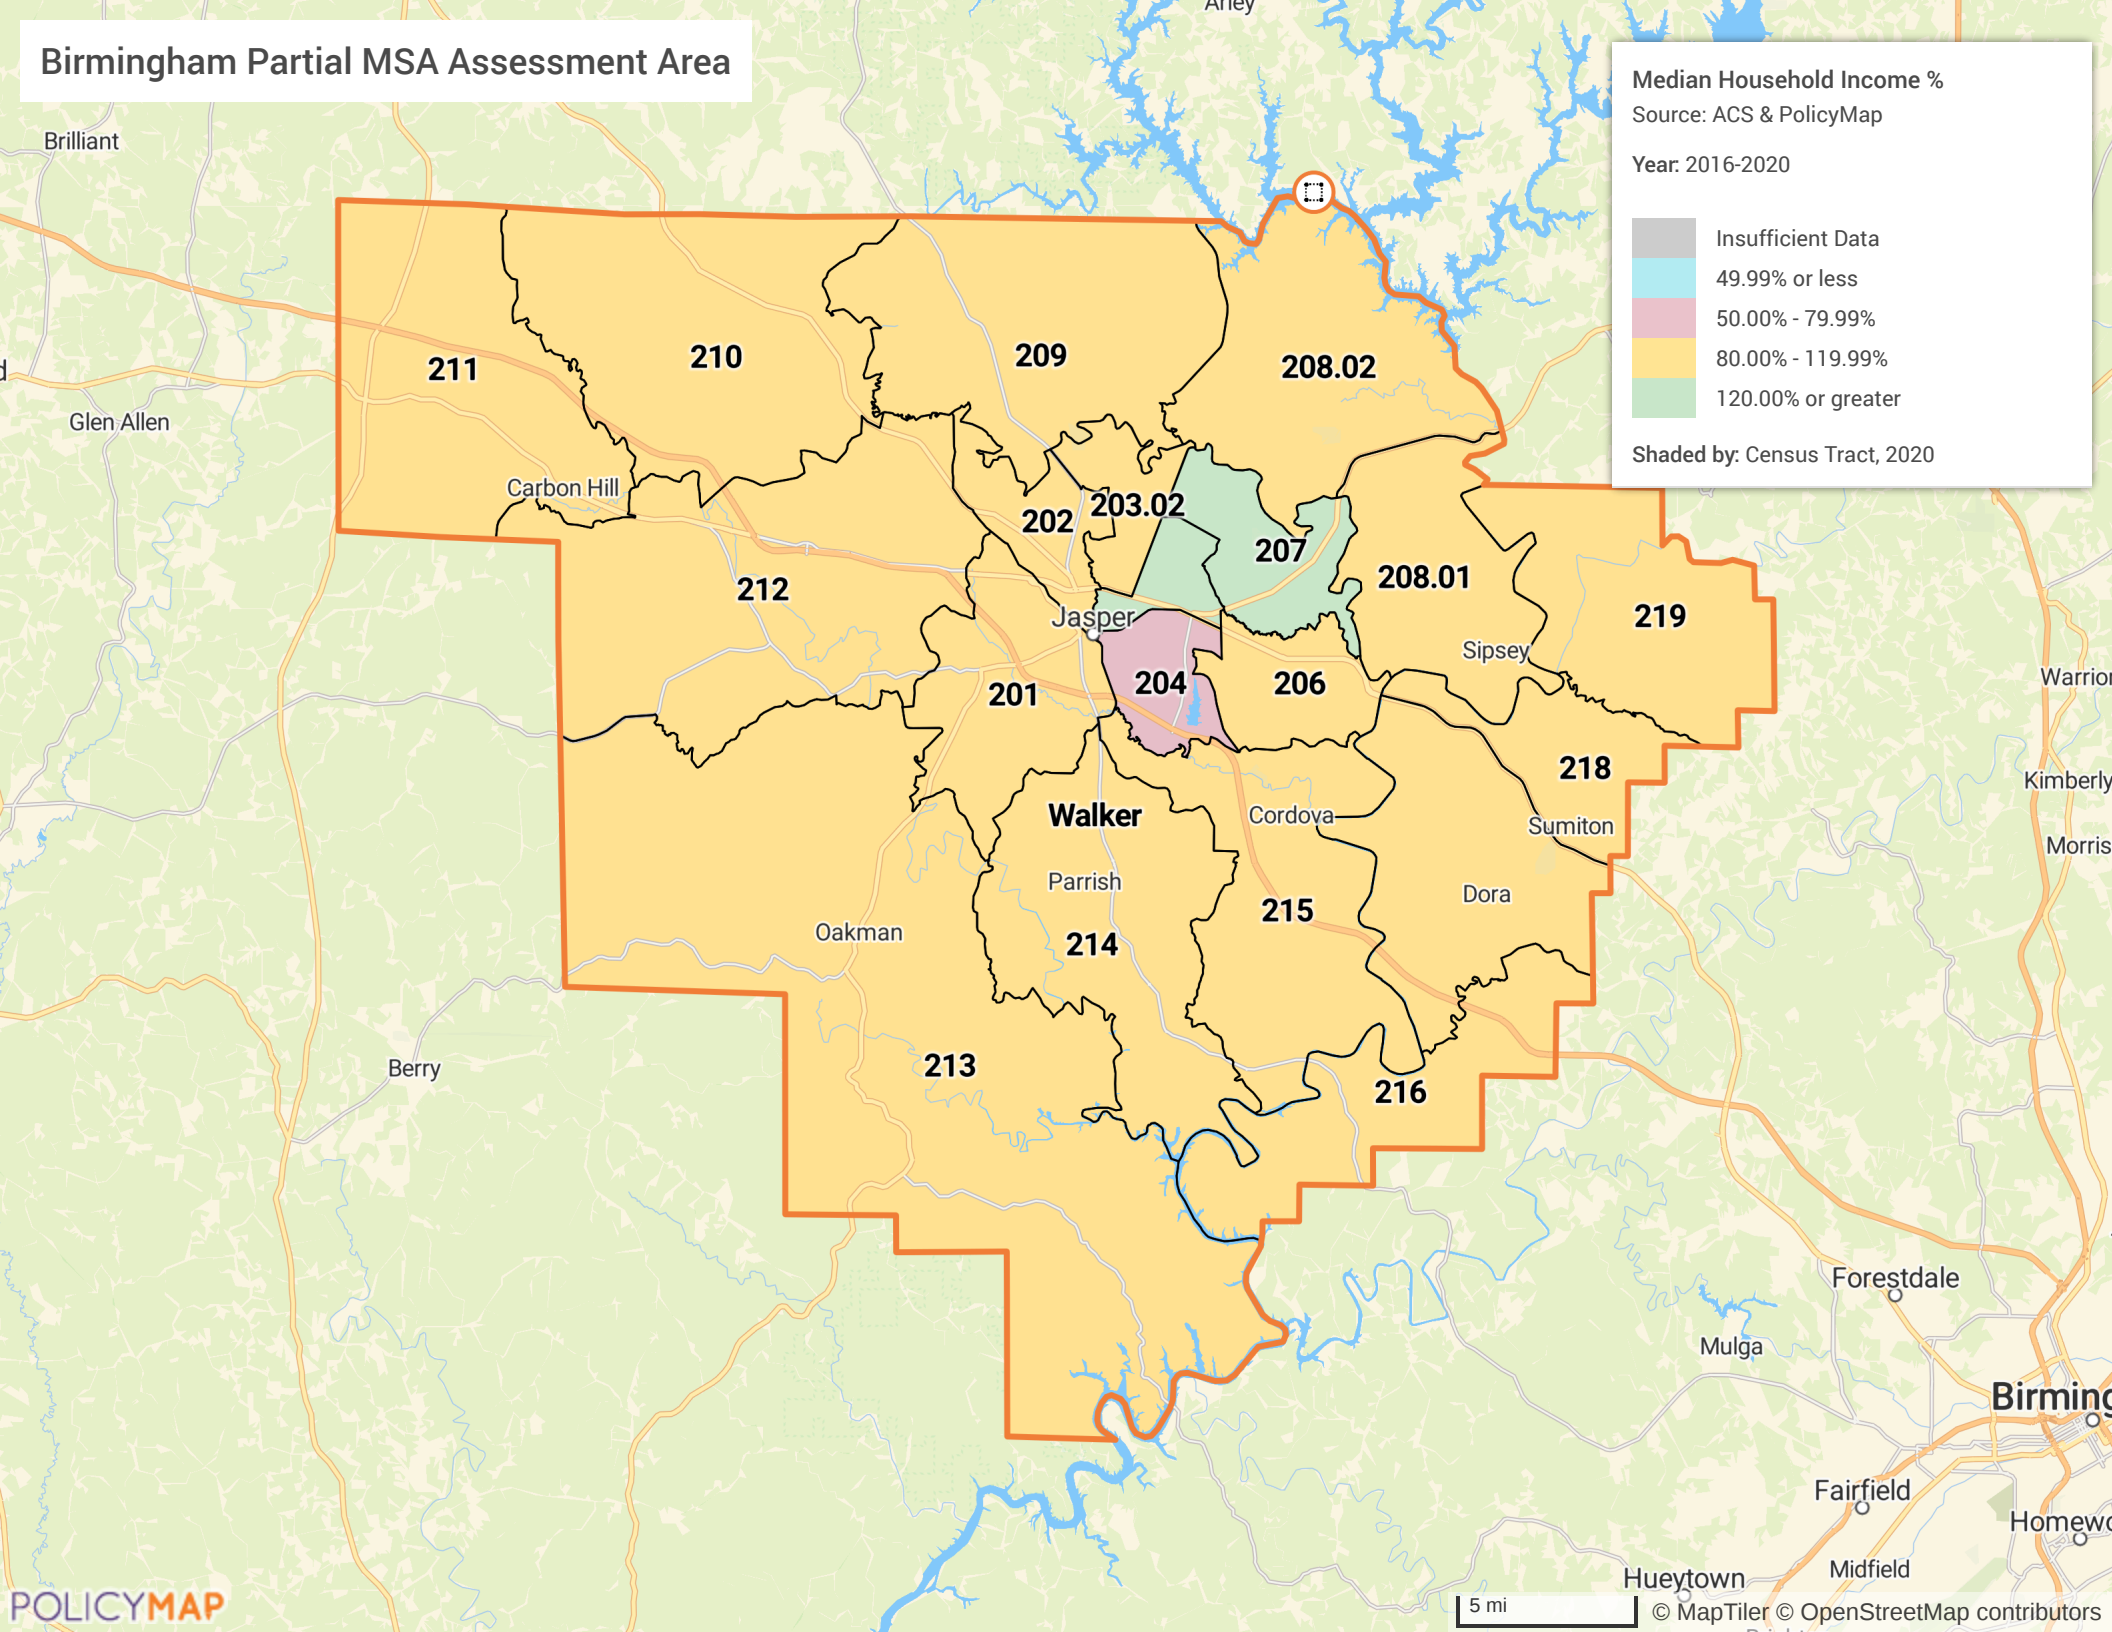 Birmingham Partial MSA Assessment Area
Median Household Income %
Source: ACS & PolicyMap
Year: 2016-2020
Insufficient Data
49.99% or less
50.00% - 79.99%
80.00% - 119.99%
120.00% or greater
Shaded by: Census Tract, 2020
Arley
Brilliant
Glen Allen
211
210
209
208.02
Carbon Hill
202
203.02
207
208.01
212
219
Jasper
Sipsey
201
204
206
Warrior
218
Kimberly
Walker
Cordova
Sumiton
Morris
Parrish
Dora
Oakman
214
215
213
Berry
216
Forestdale
Mulga
Birming
Fairfield
Homewo
Midfield
Hueytown
POLICYMAP
5 mi
© MapTiler © OpenStreetMap contributors